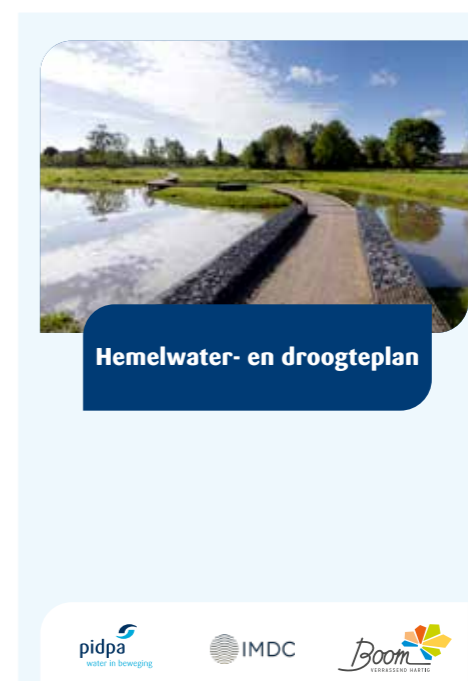 Hemelwater- en droogteplan
pidpa
water in beweging
IMDC
Boom
VERRASSEND HARTIG